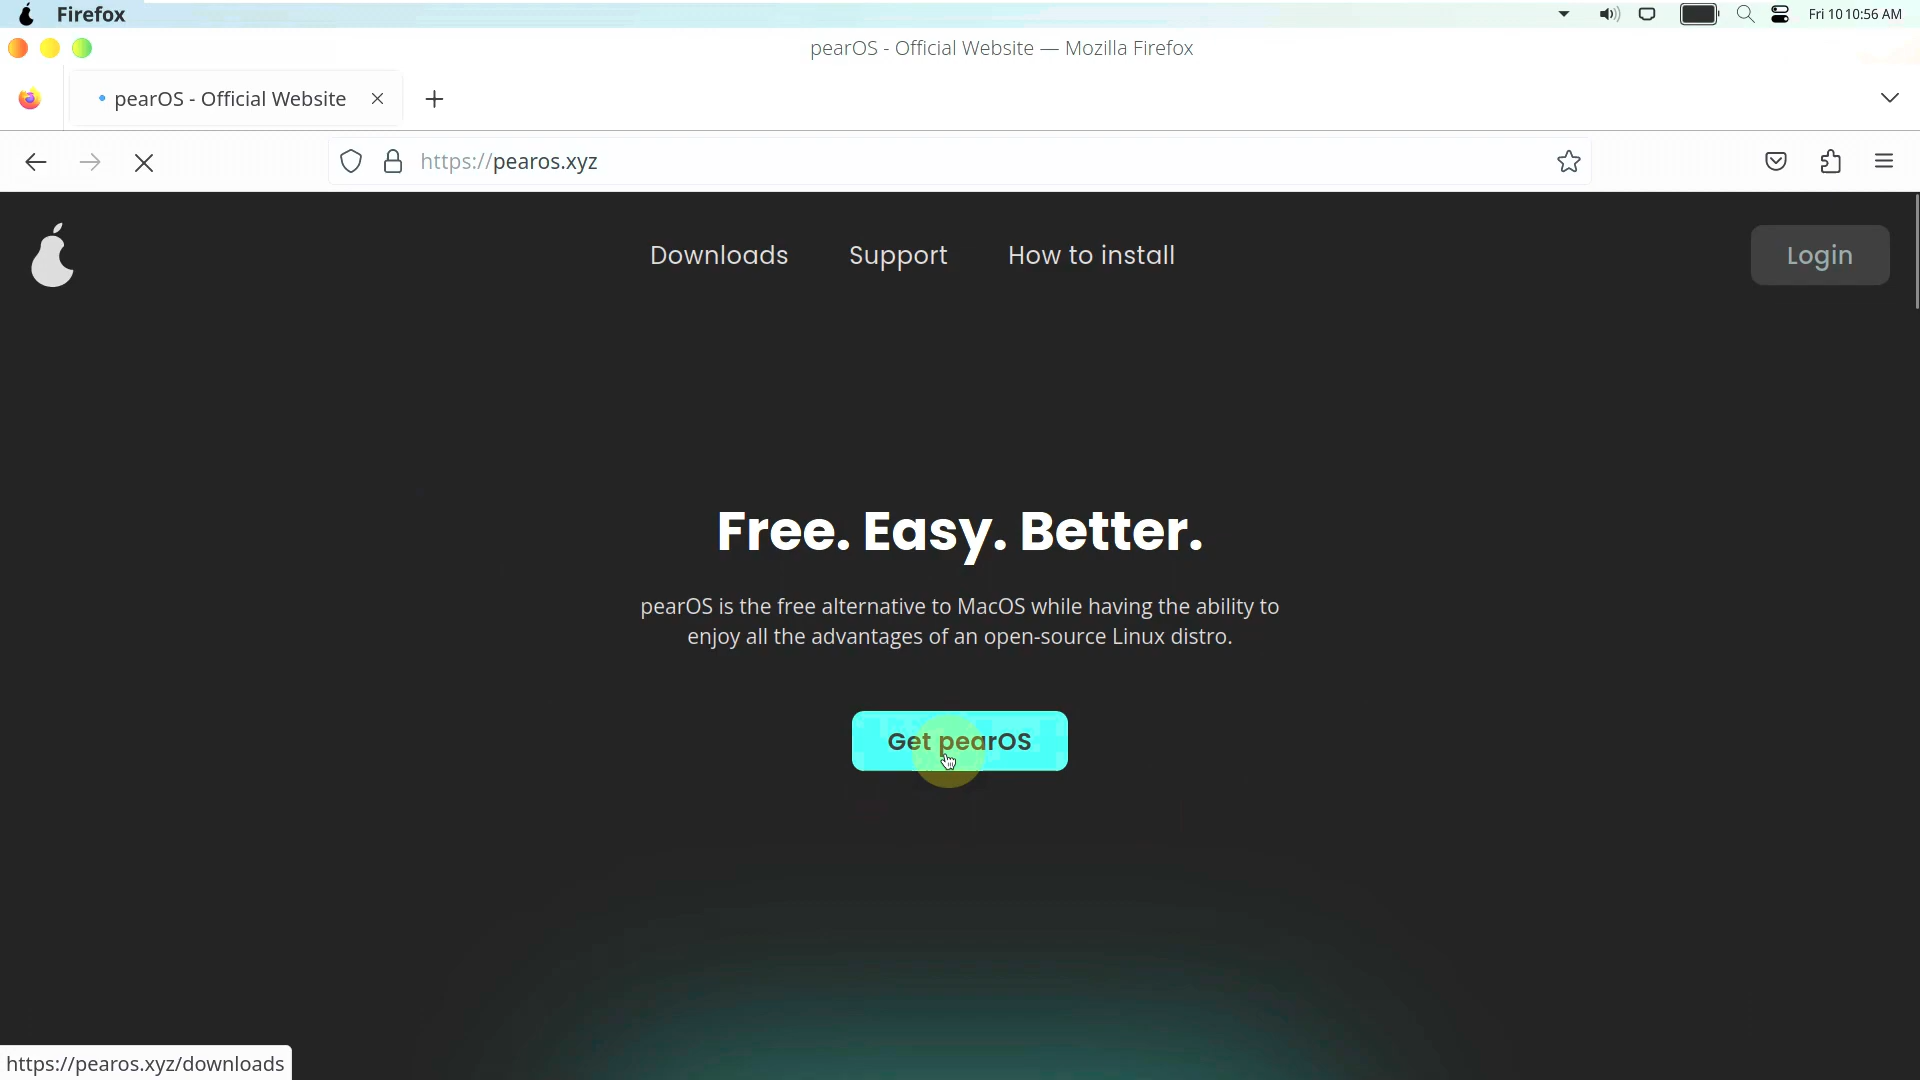 Firefox
Fri 10 10:56 AM
pearOS - Official Website — Mozilla Firefox
pearOS - Official Website
https://pearos.xyz
Downloads Support How to install Login
Free. Easy. Better.
pearOS is the free alternative to MacOS while having the ability to
enjoy all the advantages of an open-source Linux distro.
Get pearOS
https://pearos.xyz/downloads